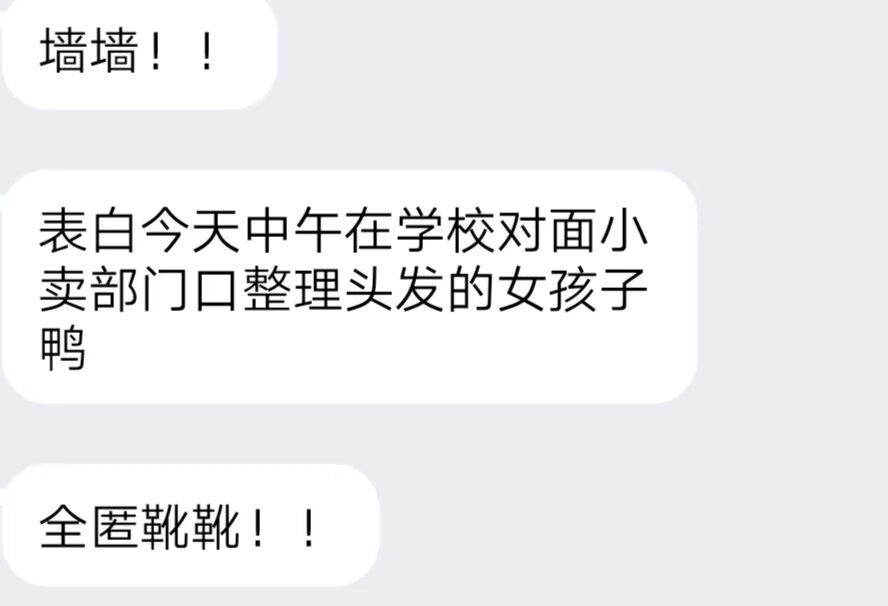 墙墙！！
表白今天中午在学校对面小
卖部门口整理头发的女孩子
鸭
全匿靴靴！！